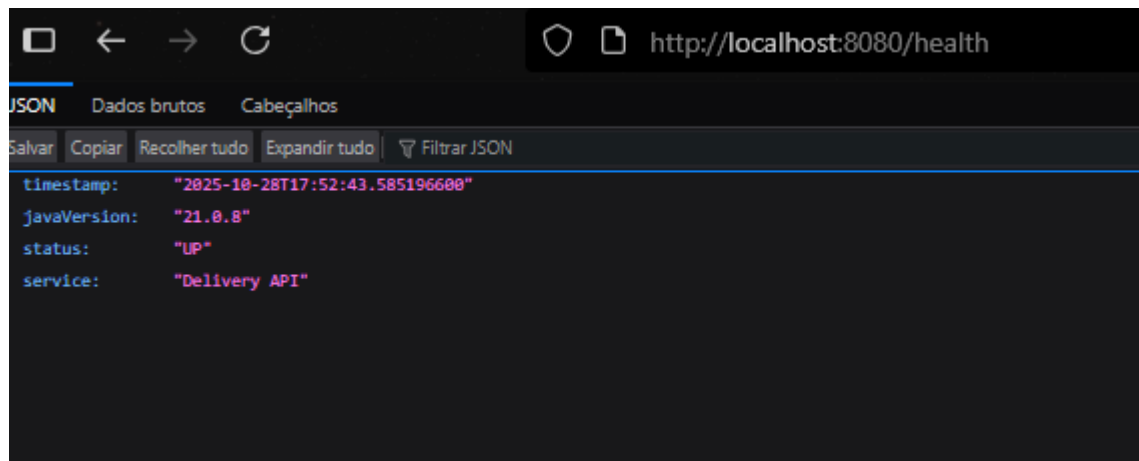 http://localhost:8080/health
JSON Dados brutos Cabeçalhos
Salvar Copiar Recolher tudo Expandir tudo Filtrar JSON
timestamp: "2025-10-28T17:52:43.585196600"
javaVersion: "21.0.8"
status: "UP"
service: "Delivery API"